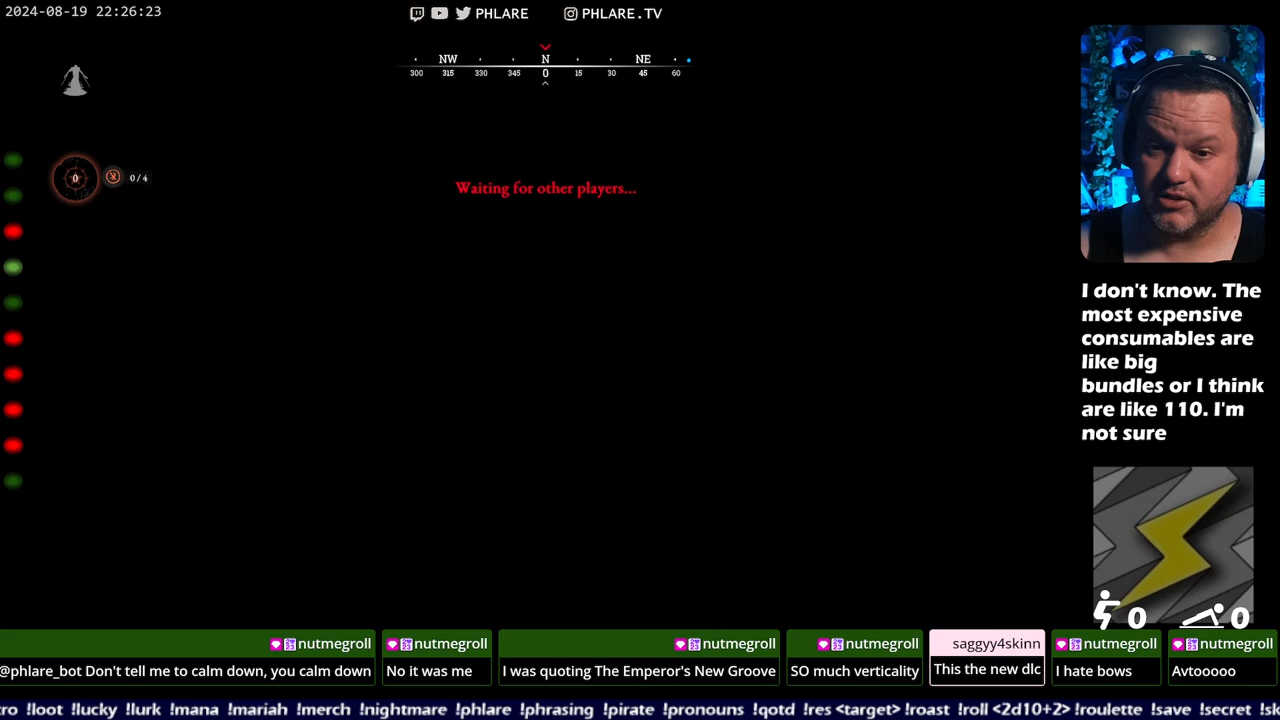 2024-08-19 22:26:23
PHLARE
PHLARE.TV
NW N NE
300 315 330 345 0 15 30 45 60
0
0/4
Waiting for other players...
I don't know. The
most expensive
consumables are
like big
bundles or I think
are like 110. I'm
not sure
0 0
nutmegroll
@phlare_bot Don't tell me to calm down, you calm down
nutmegroll
No it was me
nutmegroll
I was quoting The Emperor's New Groove
nutmegroll
SO much verticality
saggyy4skinn
This the new dlc
nutmegroll
I hate bows
nutmegroll
Avtooooo
ro !loot !lucky !lurk !mana !mariah !merch !nightmare !phlare !phrasing !pirate !pronouns !qotd !res <target> !roast !roll <2d10+2> !roulette !save !secret !sk